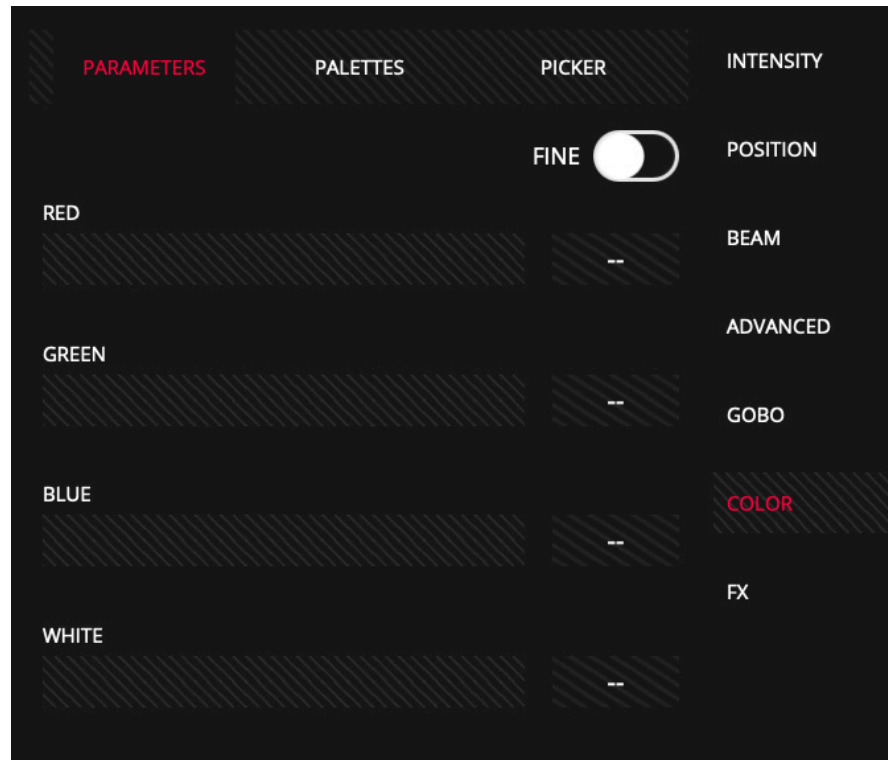 PARAMETERS PALETTES PICKER
FINE
RED
--
GREEN
--
BLUE
--
WHITE
--
INTENSITY
POSITION
BEAM
ADVANCED
GOBO
COLOR
FX